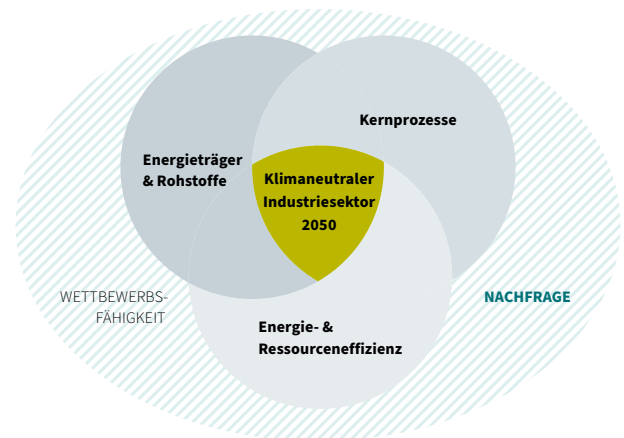 Kernprozesse
Energieträger
& Rohstoffe
Klimaneutraler
Industriesektor
2050
WETTBEWERBS-
FÄHIGKEIT
NACHFRAGE
Energie- &
Ressourceneffizienz